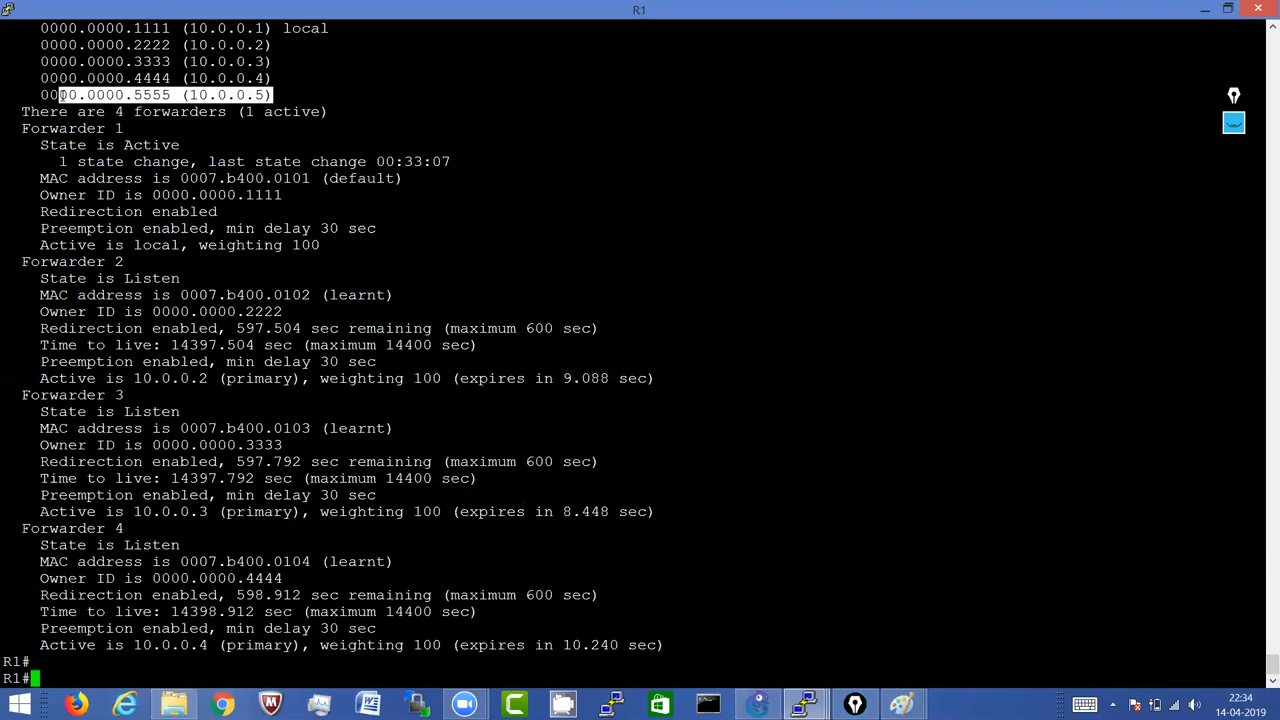 R1
0000.0000.1111 (10.0.0.1) local
0000.0000.2222 (10.0.0.2)
0000.0000.3333 (10.0.0.3)
0000.0000.4444 (10.0.0.4)
0000.0000.5555 (10.0.0.5)
There are 4 forwarders (1 active)
Forwarder 1
State is Active
1 state change, last state change 00:33:07
MAC address is 0007.b400.0101 (default)
Owner ID is 0000.0000.1111
Redirection enabled
Preemption enabled, min delay 30 sec
Active is local, weighting 100
Forwarder 2
State is Listen
MAC address is 0007.b400.0102 (learnt)
Owner ID is 0000.0000.2222
Redirection enabled, 597.504 sec remaining (maximum 600 sec)
Time to live: 14397.504 sec (maximum 14400 sec)
Preemption enabled, min delay 30 sec
Active is 10.0.0.2 (primary), weighting 100 (expires in 9.088 sec)
Forwarder 3
State is Listen
MAC address is 0007.b400.0103 (learnt)
Owner ID is 0000.0000.3333
Redirection enabled, 597.792 sec remaining (maximum 600 sec)
Time to live: 14397.792 sec (maximum 14400 sec)
Preemption enabled, min delay 30 sec
Active is 10.0.0.3 (primary), weighting 100 (expires in 8.448 sec)
Forwarder 4
State is Listen
MAC address is 0007.b400.0104 (learnt)
Owner ID is 0000.0000.4444
Redirection enabled, 598.912 sec remaining (maximum 600 sec)
Time to live: 14398.912 sec (maximum 14400 sec)
Preemption enabled, min delay 30 sec
Active is 10.0.0.4 (primary), weighting 100 (expires in 10.240 sec)
R1#
R1#
22:34
14-04-2019